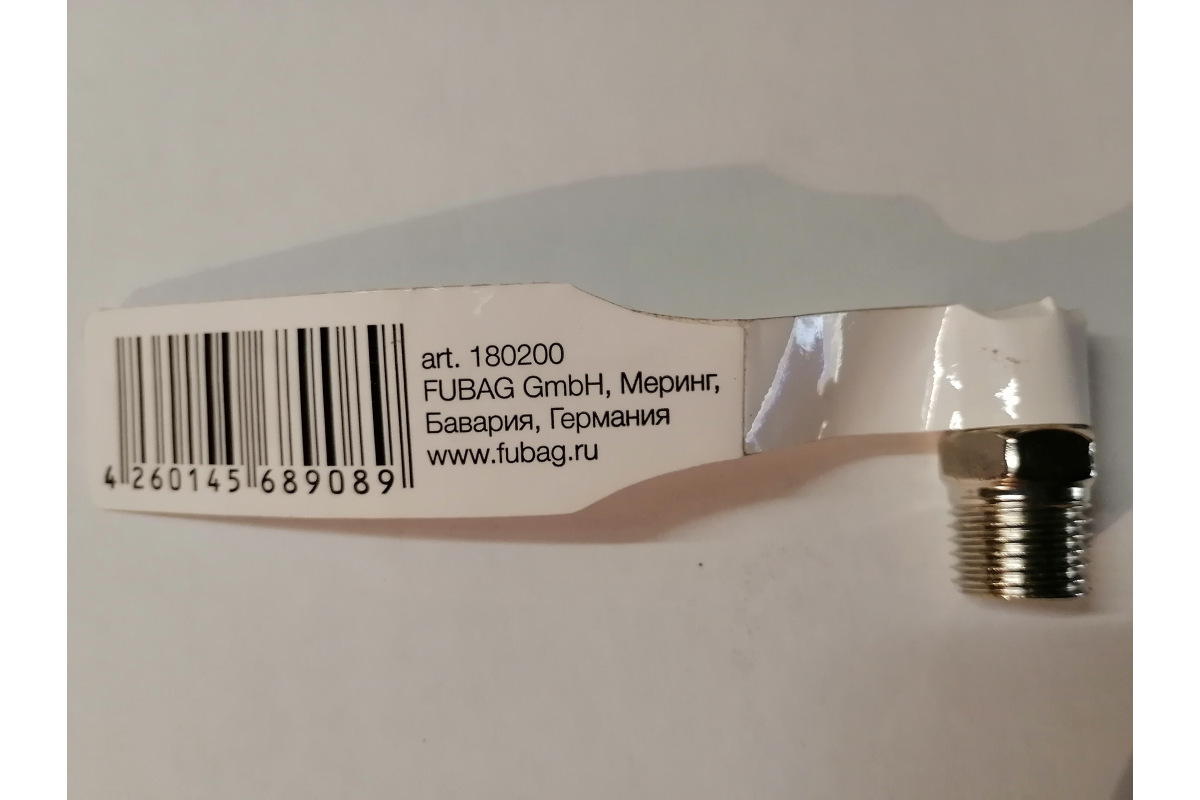 art. 180200
FUBAG GmbH, Меринг,
Бавария, Германия
www.fubag.ru
4 260145 689089